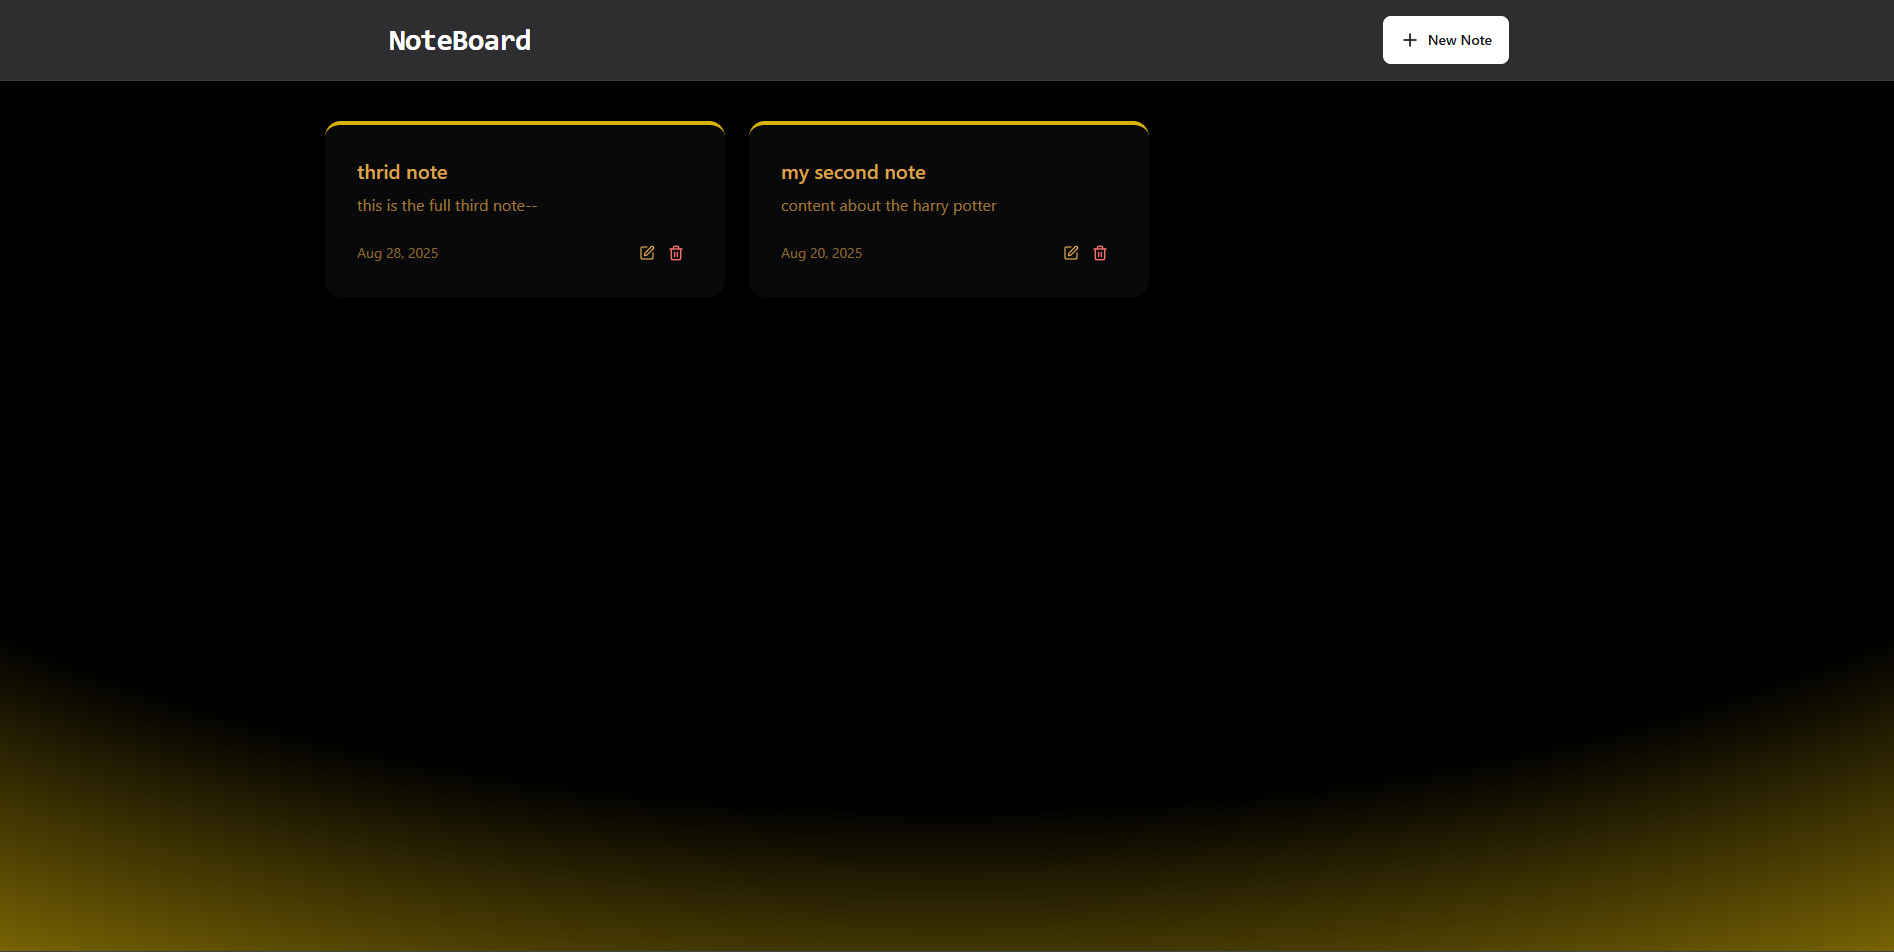 NoteBoard
New Note
thrid note
this is the full third note--
Aug 28, 2025
my second note
content about the harry potter
Aug 20, 2025